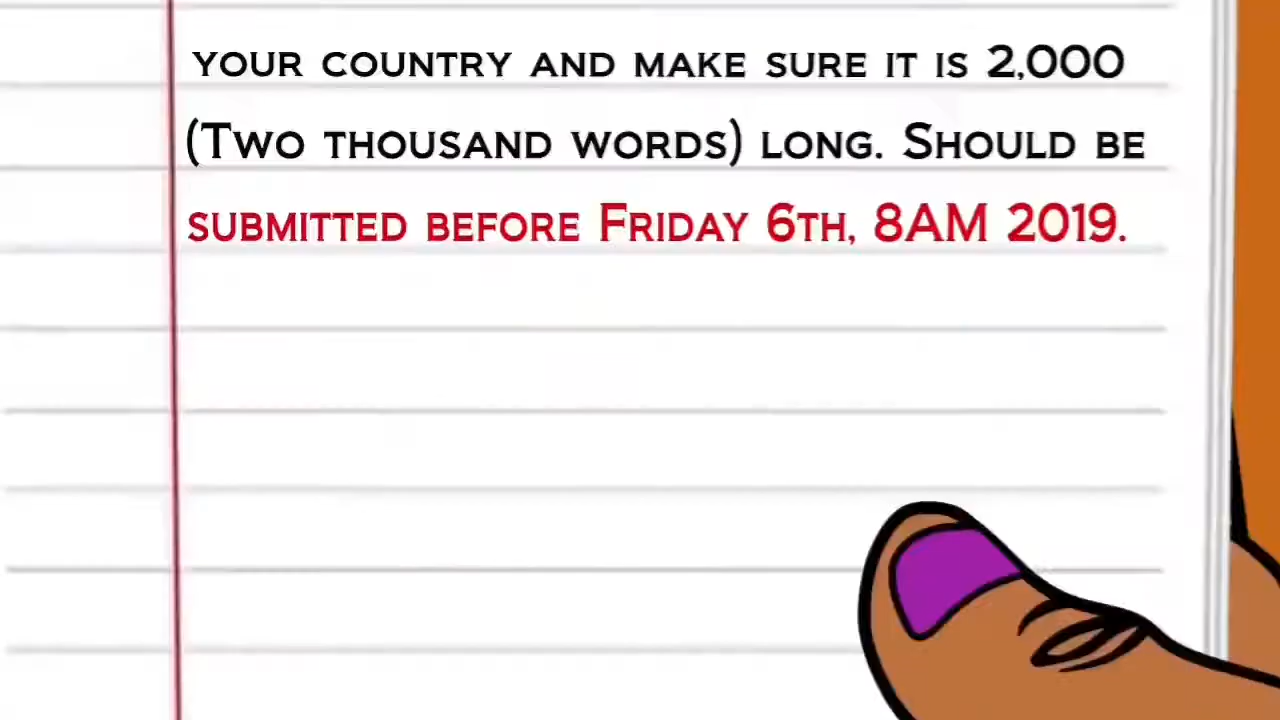 YOUR COUNTRY AND MAKE SURE IT IS 2,000
(TWO THOUSAND WORDS) LONG. SHOULD BE
SUBMITTED BEFORE FRIDAY 6TH, 8AM 2019.